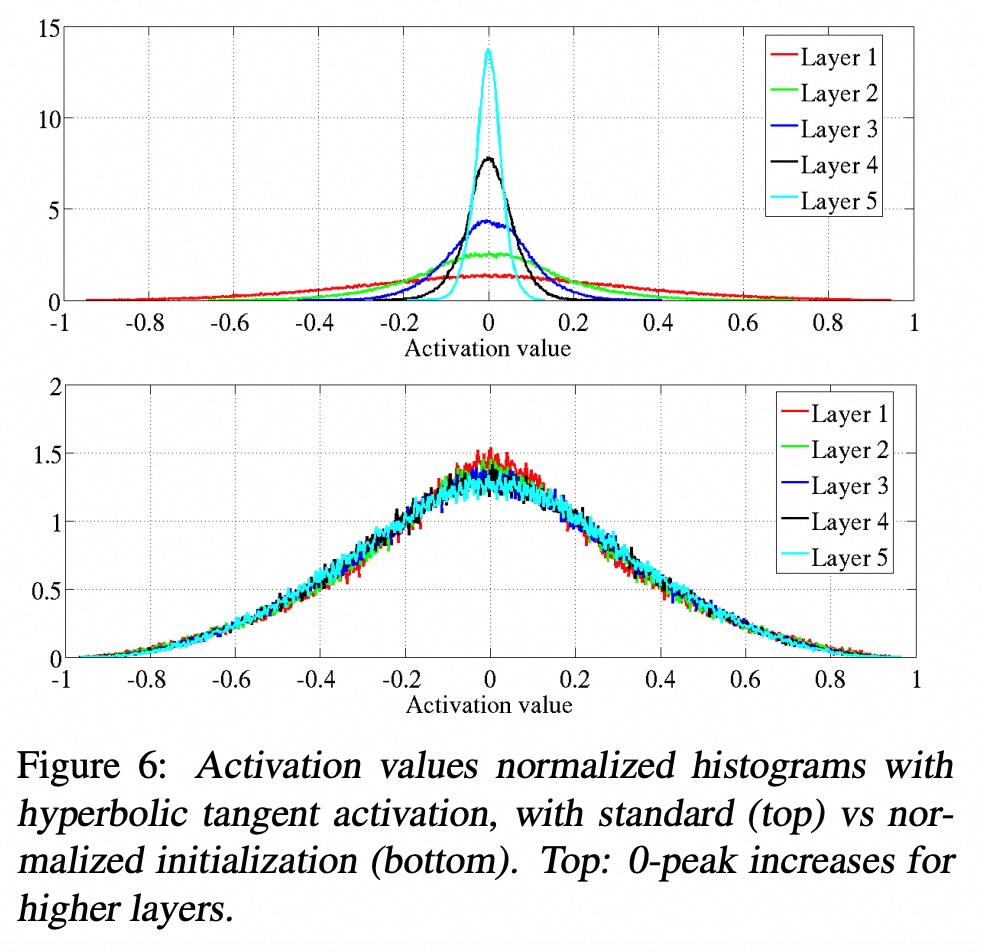 15
10
5
0
-1 -0.8 -0.6 -0.4 -0.2 0 0.2 0.4 0.6 0.8 1
Activation value
Layer 1
Layer 2
Layer 3
Layer 4
Layer 5
2
1.5
1
0.5
0
-1 -0.8 -0.6 -0.4 -0.2 0 0.2 0.4 0.6 0.8 1
Activation value
Layer 1
Layer 2
Layer 3
Layer 4
Layer 5
Figure 6: Activation values normalized histograms with
hyperbolic tangent activation, with standard (top) vs nor-
malized initialization (bottom). Top: 0-peak increases for
higher layers.